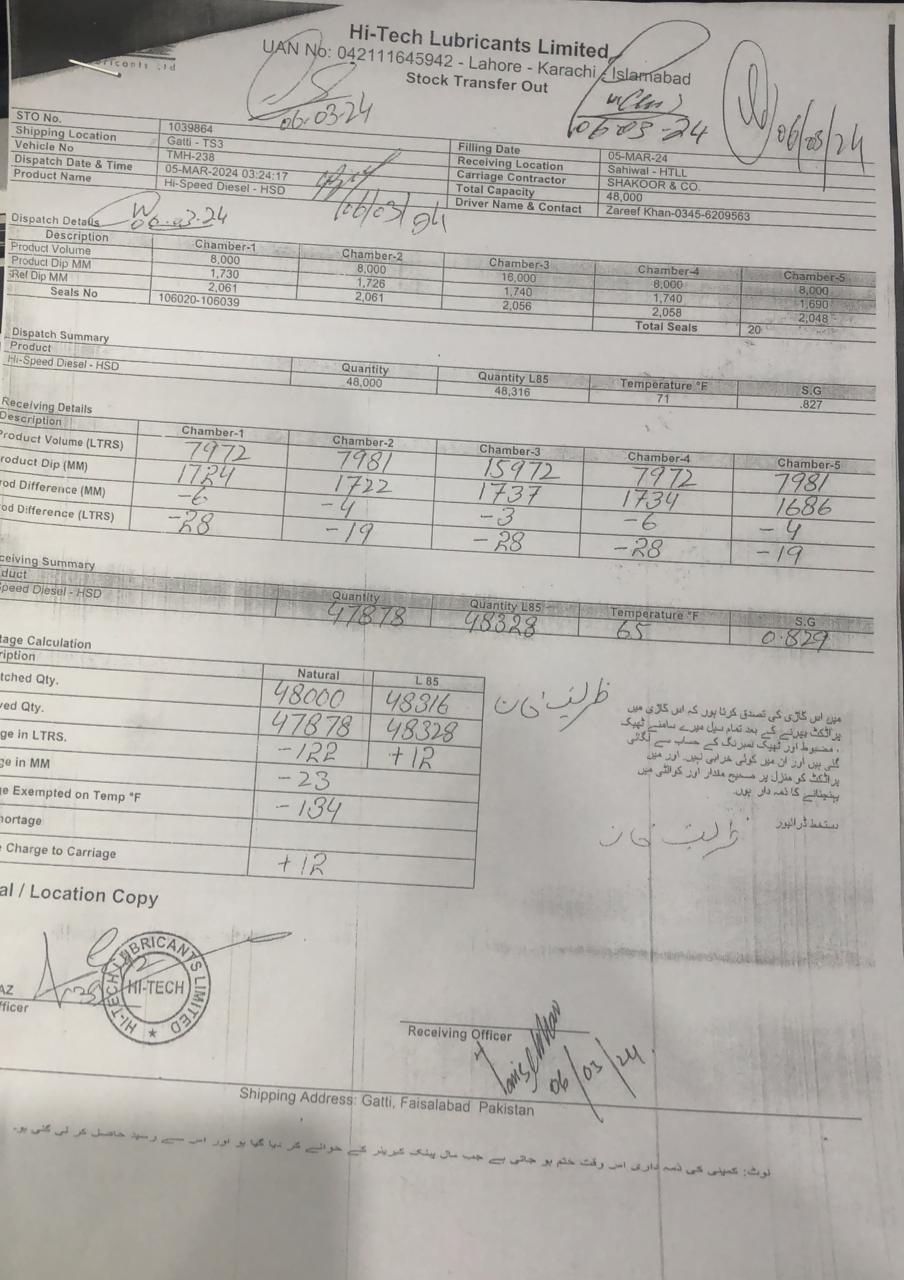 ricants Ltd
Hi-Tech Lubricants Limited
UAN No: 042111645942 - Lahore - Karachi - Islamabad
Stock Transfer Out
06-03-24
06-03-24
06/03/24
STO No. 1039864
Shipping Location Gatti - TS3
Vehicle No TMH-238
Dispatch Date & Time 05-MAR-2024 03:24:17
Product Name Hi-Speed Diesel - HSD
Filling Date 05-MAR-24
Receiving Location Sahiwal - HTLL
Carriage Contractor SHAKOOR & CO.
Total Capacity 48,000
Driver Name & Contact Zareef Khan-0345-6209563
06/03/24
06-03-24
Dispatch Details
Description Chamber-1 Chamber-2 Chamber-3 Chamber-4 Chamber-5
Product Volume 8,000 8,000 16,000 8,000 8,000
Product Dip MM 1,730 1,726 1,740 1,740 1,690
Ref Dip MM 2,061 2,061 2,056 2,058 2,048
Seals No 106020-106039 Total Seals 20
Dispatch Summary
Product Quantity Quantity L85 Temperature °F S.G
Hi-Speed Diesel - HSD 48,000 48,316 71 .827
Receiving Details
Description Chamber-1 Chamber-2 Chamber-3 Chamber-4 Chamber-5
Product Volume (LTRS) 7972 7981 15972 7972 7981
roduct Dip (MM) 1724 1722 1737 1734 1686
rod Difference (MM) -6 -4 -3 -6 -4
od Difference (LTRS) -28 -19 -28 -28 -19
ceiving Summary
duct Quantity Quantity L85 Temperature °F S.G
Speed Diesel - HSD 47878 48328 65 0.829
tage Calculation
ription Natural L 85
tched Qty. 48000 48316
ved Qty. 47878 48328
ge in LTRS. -122 +12
ge in MM -23
ge Exempted on Temp °F -134
hortage
e Charge to Carriage +12
ظریف خان
میں اس گاڑی کی تصدق کرتا ہوں کہ اس گاڑی میں
پراڈکٹ بھرنے کے بعد تمام سیل میرے سامنے ٹھیک
، مضبوط اور ٹھیک نمبرنگ کے حساب سے لگائی
گئی ہیں اور ان میں کوئی خرابی نہیں اور میں
پراڈکٹ کو منزل پر صحیح مقدار اور کوالٹی میں
پہنچانے کا ذمہ دار ہوں۔
دستخط ڈرائیور
ظریف خان
al / Location Copy
HI-TECH LUBRICANTS LIMITED
HI-TECH
AZ
fficer
Receiving Officer
06/03/24
Shipping Address: Gatti, Faisalabad Pakistan
نوٹ: کمپنی کی ذمہ داری اس وقت ختم ہو جاتی ہے جب مال بینک کیریئر کے حوالے کر دیا گیا ہو اور اس سے رسید حاصل کر لی گئی ہو۔